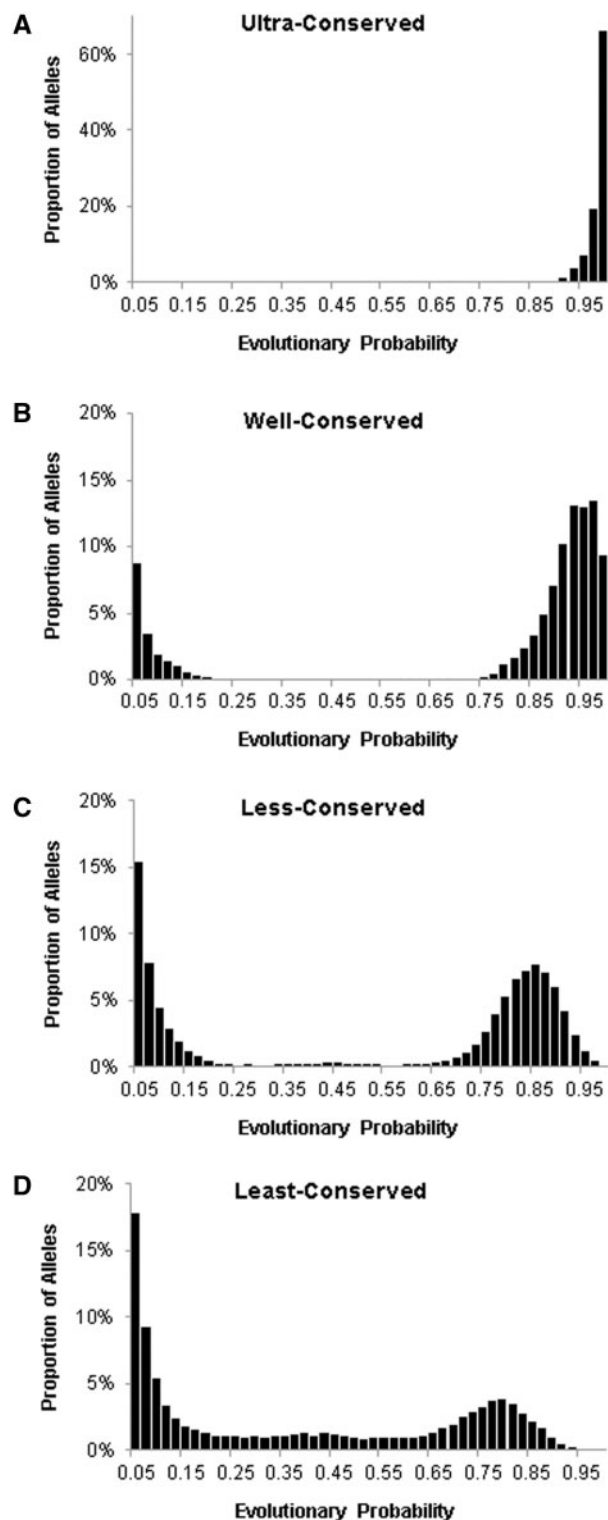 A
Ultra-Conserved
Proportion of Alleles
60%
40%
20%
0%
0.05 0.15 0.25 0.35 0.45 0.55 0.65 0.75 0.85 0.95
Evolutionary Probability
B
Well-Conserved
Proportion of Alleles
20%
15%
10%
5%
0%
0.05 0.15 0.25 0.35 0.45 0.55 0.65 0.75 0.85 0.95
Evolutionary Probability
C
Less-Conserved
Proportion of Alleles
20%
15%
10%
5%
0%
0.05 0.15 0.25 0.35 0.45 0.55 0.65 0.75 0.85 0.95
Evolutionary Probability
D
Least-Conserved
Proportion of Alleles
20%
15%
10%
5%
0%
0.05 0.15 0.25 0.35 0.45 0.55 0.65 0.75 0.85 0.95
Evolutionary Probability